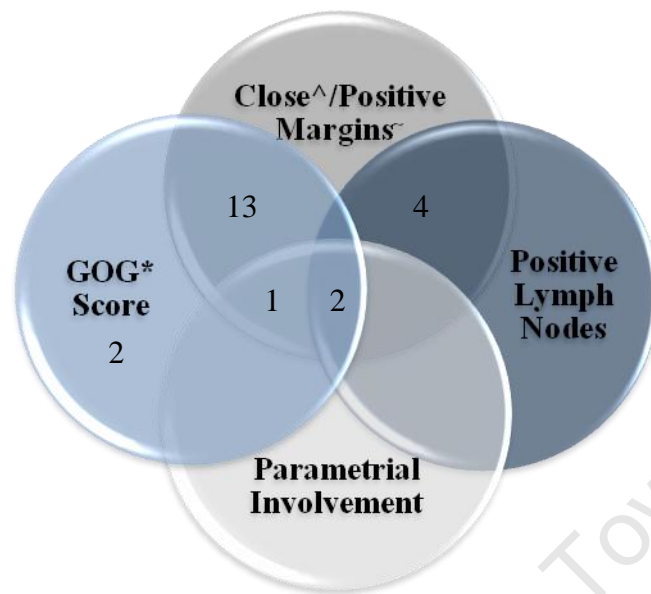 Close^/Positive
Margins~
13
4
GOG*
Score
2
1
2
Positive
Lymph
Nodes
Parametrial
Involvement